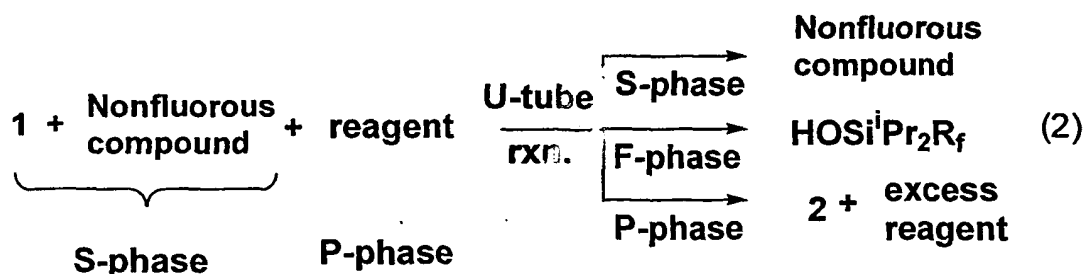 1 + Nonfluorous compound + reagent
U-tube rxn.
S-phase Nonfluorous compound
F-phase HOSiⁱPr₂R_f (2)
P-phase 2 + excess reagent
S-phase P-phase